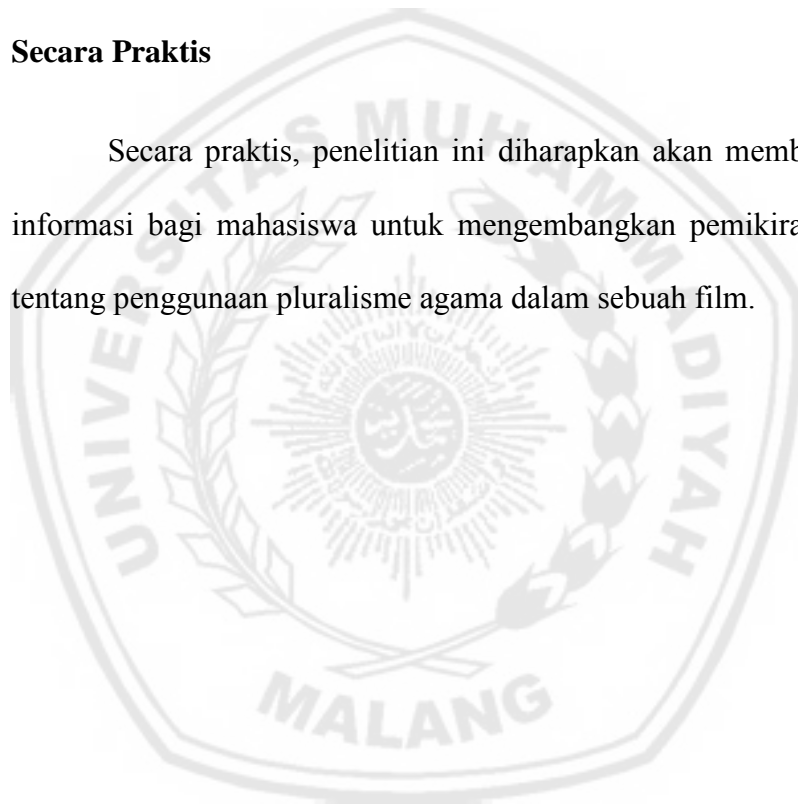 Secara Praktis
Secara praktis, penelitian ini diharapkan akan memb
informasi bagi mahasiswa untuk mengembangkan pemikira
tentang penggunaan pluralisme agama dalam sebuah film.
UNIVERSITAS MUHAMMADIYAH
MALANG